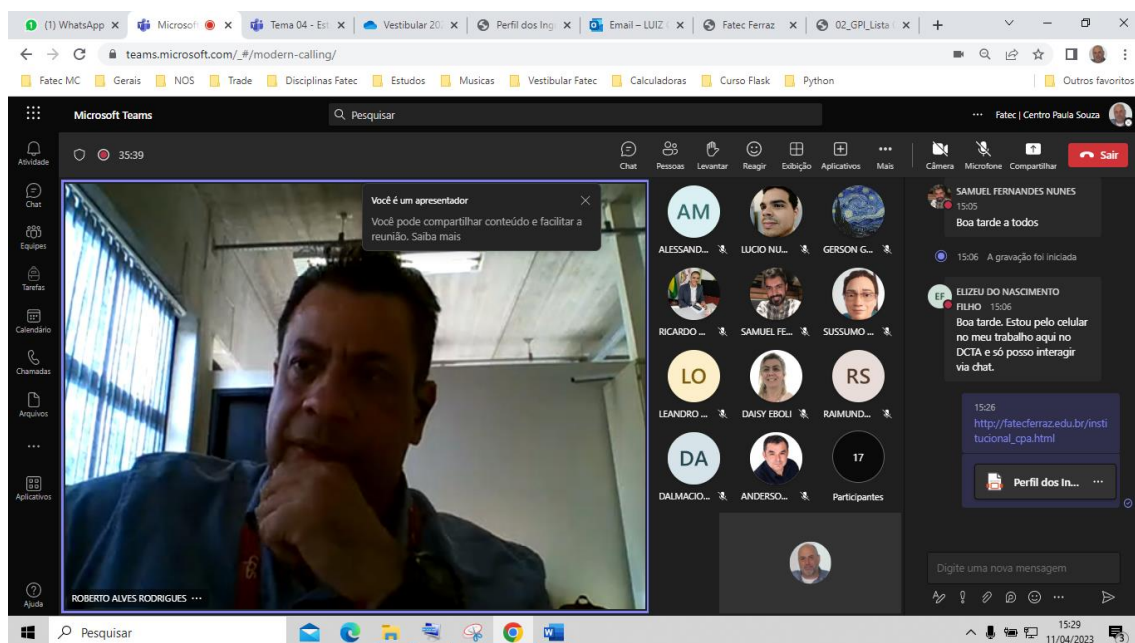 (1) WhatsApp
Microsof
Tema 04 - Est
Vestibular 20
Perfil dos Ing
Email – LUIZ
Fatec Ferraz
02_GPI_Lista
teams.microsoft.com/_#/modern-calling/
Fatec MC Gerais NOS Trade Disciplinas Fatec Estudos Musicas Vestibular Fatec Calculadoras Curso Flask Python Outros favoritos
Microsoft Teams
Pesquisar
Fatec | Centro Paula Souza
35:39
Chat Pessoas Levantar Reagir Exibição Aplicativos Mais Câmera Microfone Compartilhar
Sair
Atividade
Chat
Equipes
Tarefas
Calendário
Chamadas
Arquivos
Aplicativos
Ajuda
Você é um apresentador
Você pode compartilhar conteúdo e facilitar a
reunião. Saiba mais
ROBERTO ALVES RODRIGUES
AM
ALESSAND... LUCIO NU... GERSON G...
RICARDO ... SAMUEL FE... SUSSUMO ...
LO RS
LEANDRO ... DAISY EBOLI RAIMUND...
DA 17
DALMACIO... ANDERSO... Participantes
SAMUEL FERNANDES NUNES
15:05
Boa tarde a todos
15:06 A gravação foi iniciada
EF
ELIZEU DO NASCIMENTO
FILHO 15:06
Boa tarde. Estou pelo celular
no meu trabalho aqui no
DCTA e só posso interagir
via chat.
15:26
http://fatecferraz.edu.br/insti
tucional_cpa.html
Perfil dos In...
Digite uma nova mensagem
Pesquisar
15:29
11/04/2023